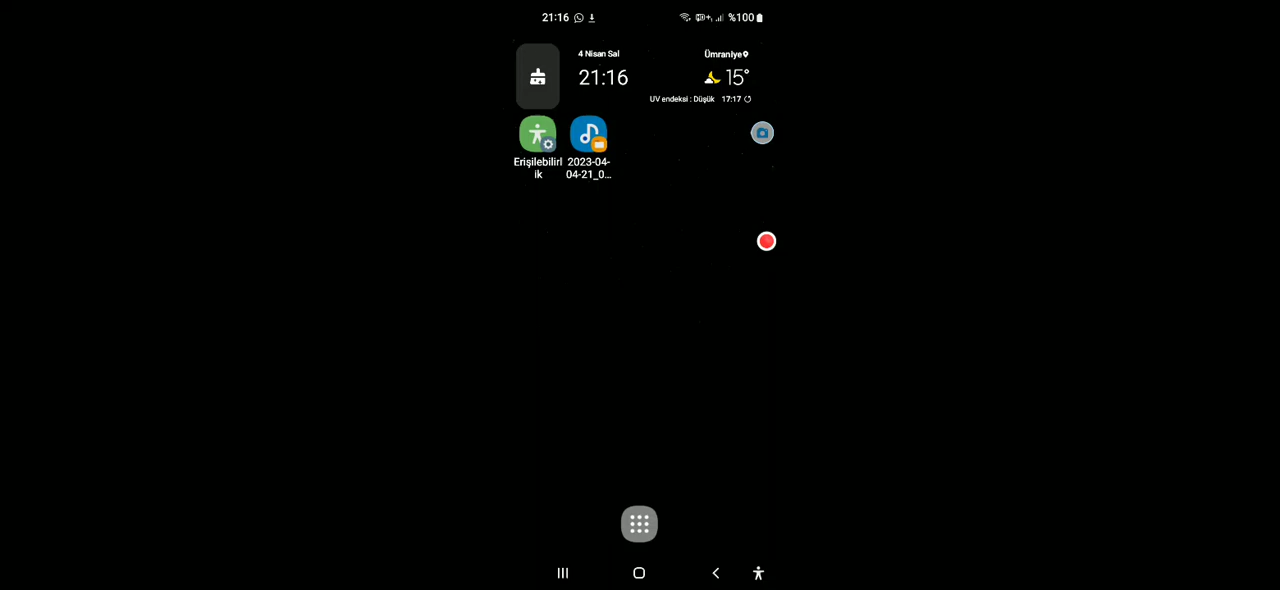 21:16
%100
4 Nisan Sal
21:16
Ümraniye
15°
UV endeksi : Düşük 17:17
Erişilebilirl
ik
2023-04-
04-21_0...